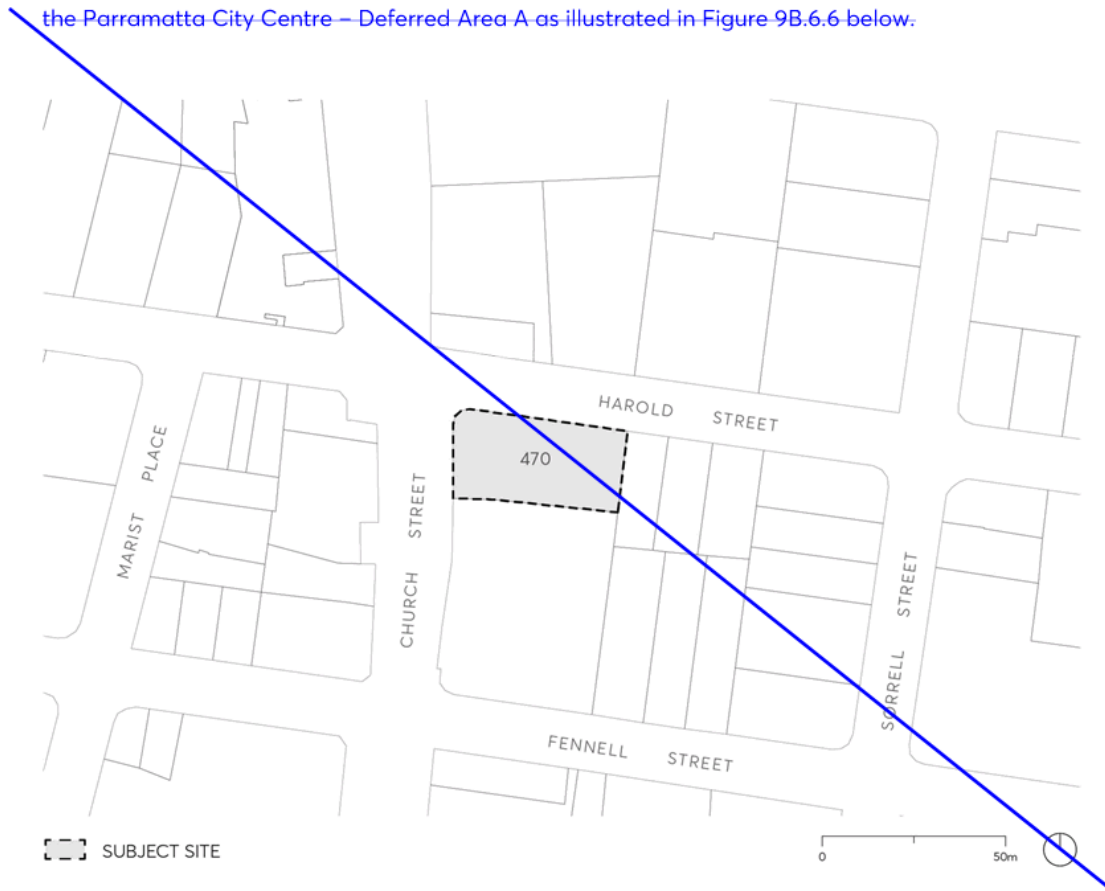 the Parramatta City Centre – Deferred Area A as illustrated in Figure 9B.6.6 below.
HAROLD STREET
470
MARIST PLACE
CHURCH STREET
SORRELL STREET
FENNELL STREET
SUBJECT SITE
0 50m